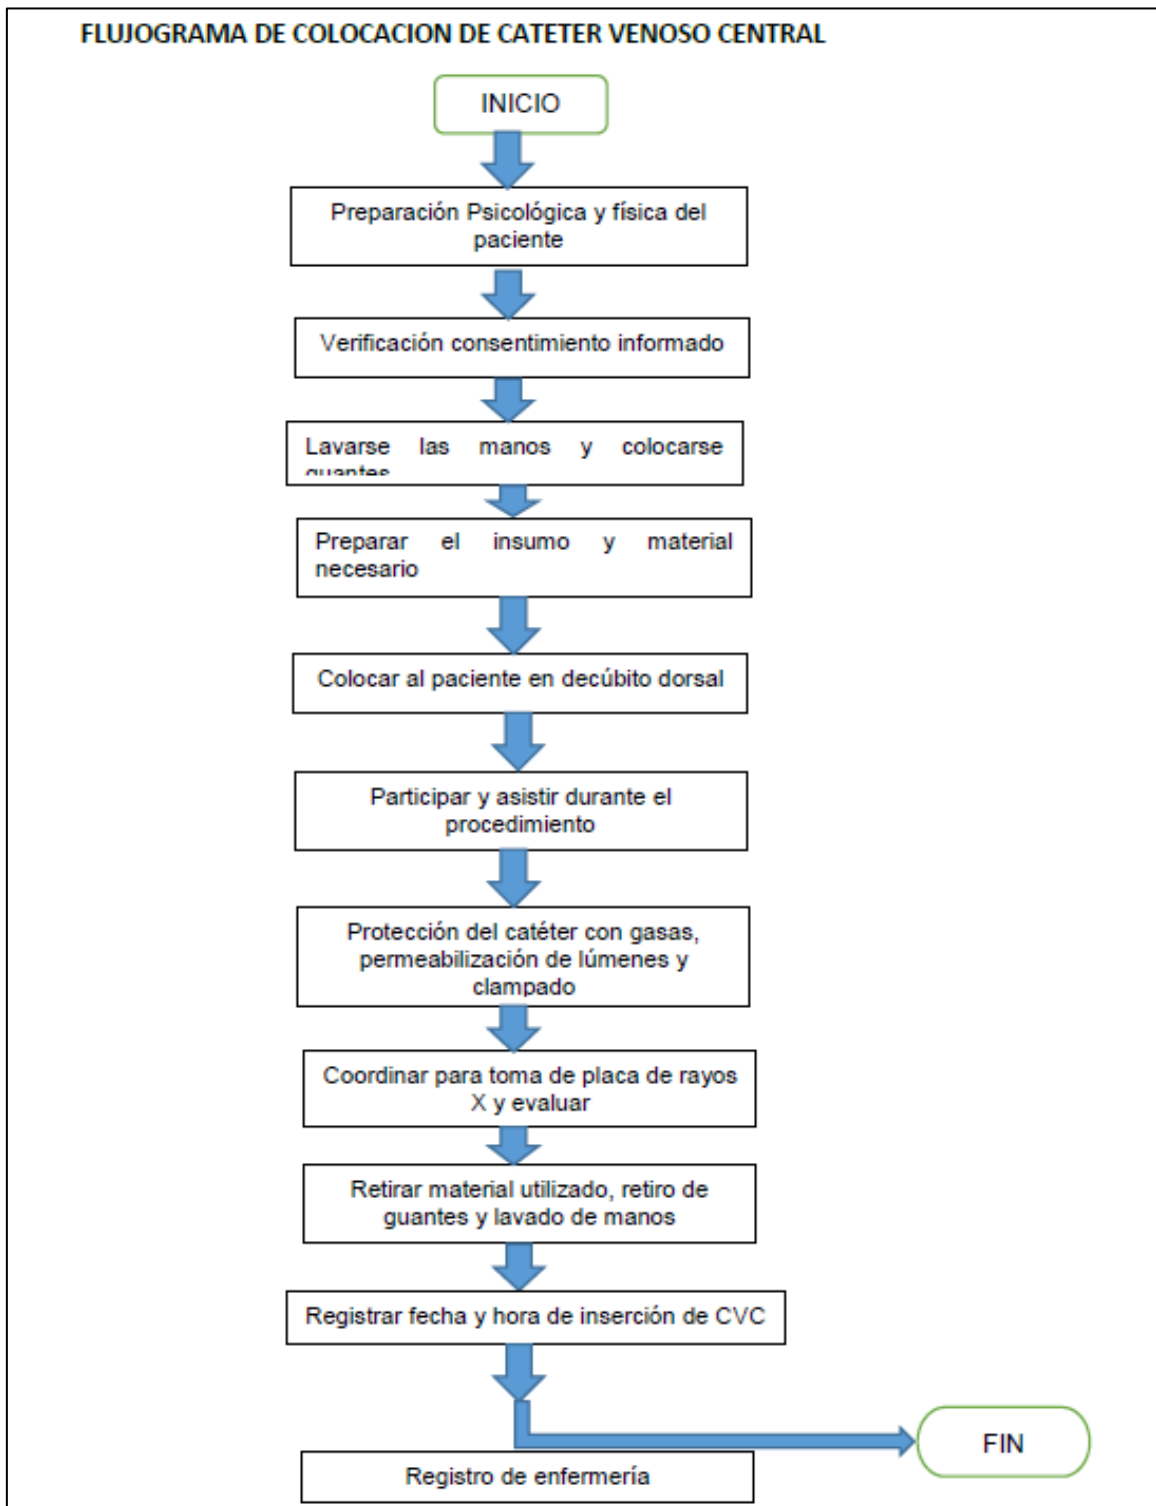 FLUJOGRAMA DE COLOCACION DE CATETER VENOSO CENTRAL
INICIO
Preparación Psicológica y física del
paciente
Verificación consentimiento informado
Lavarse las manos y colocarse
guantes
Preparar el insumo y material
necesario
Colocar al paciente en decúbito dorsal
Participar y asistir durante el
procedimiento
Protección del catéter con gasas,
permeabilización de lúmenes y
clampado
Coordinar para toma de placa de rayos
X y evaluar
Retirar material utilizado, retiro de
guantes y lavado de manos
Registrar fecha y hora de inserción de CVC
FIN
Registro de enfermería